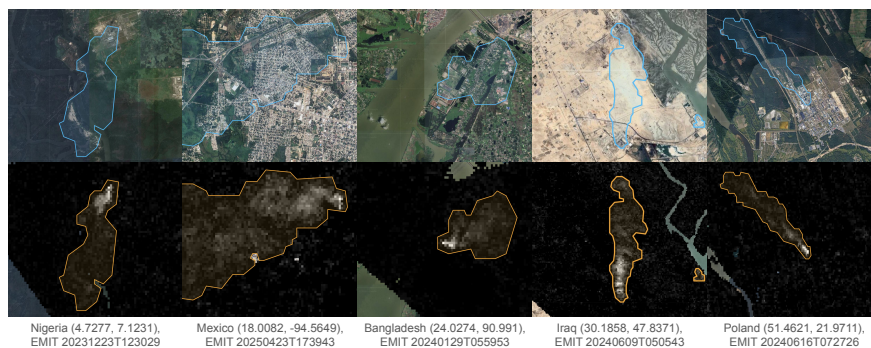 Nigeria (4.7277, 7.1231),
EMIT 20231223T123029
Mexico (18.0082, -94.5649),
EMIT 20250423T173943
Bangladesh (24.0274, 90.991),
EMIT 20240129T055953
Iraq (30.1858, 47.8371),
EMIT 20240609T050543
Poland (51.4621, 21.9711),
EMIT 20240616T072726